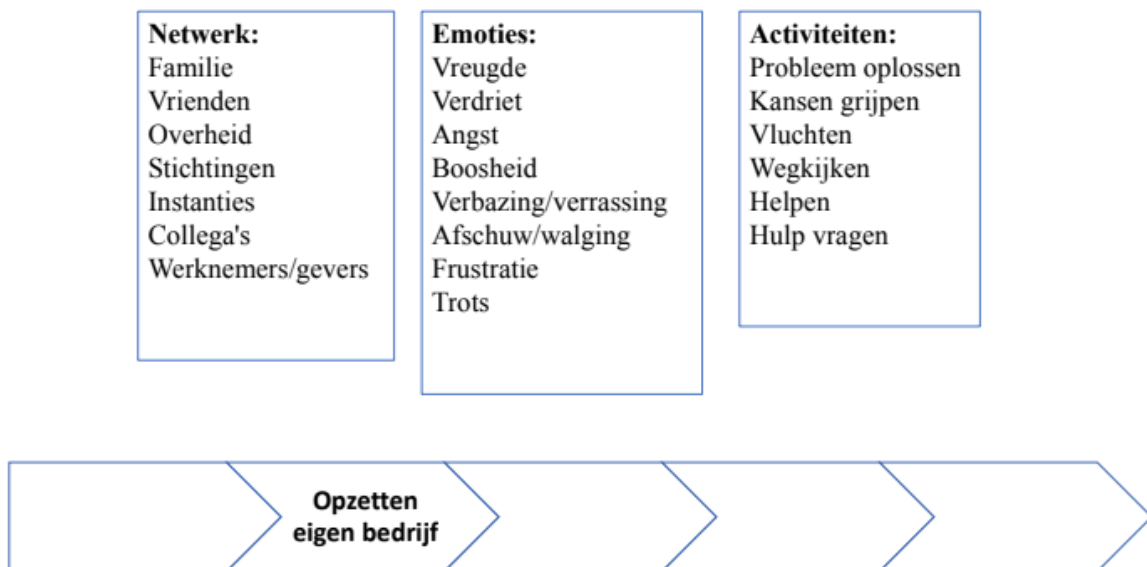 Netwerk:
Familie
Vrienden
Overheid
Stichtingen
Instanties
Collega's
Werknemers/gevers
Emoties:
Vreugde
Verdriet
Angst
Boosheid
Verbazing/verrassing
Afschuw/walging
Frustratie
Trots
Activiteiten:
Probleem oplossen
Kansen grijpen
Vluchten
Wegkijken
Helpen
Hulp vragen
Opzetten
eigen bedrijf